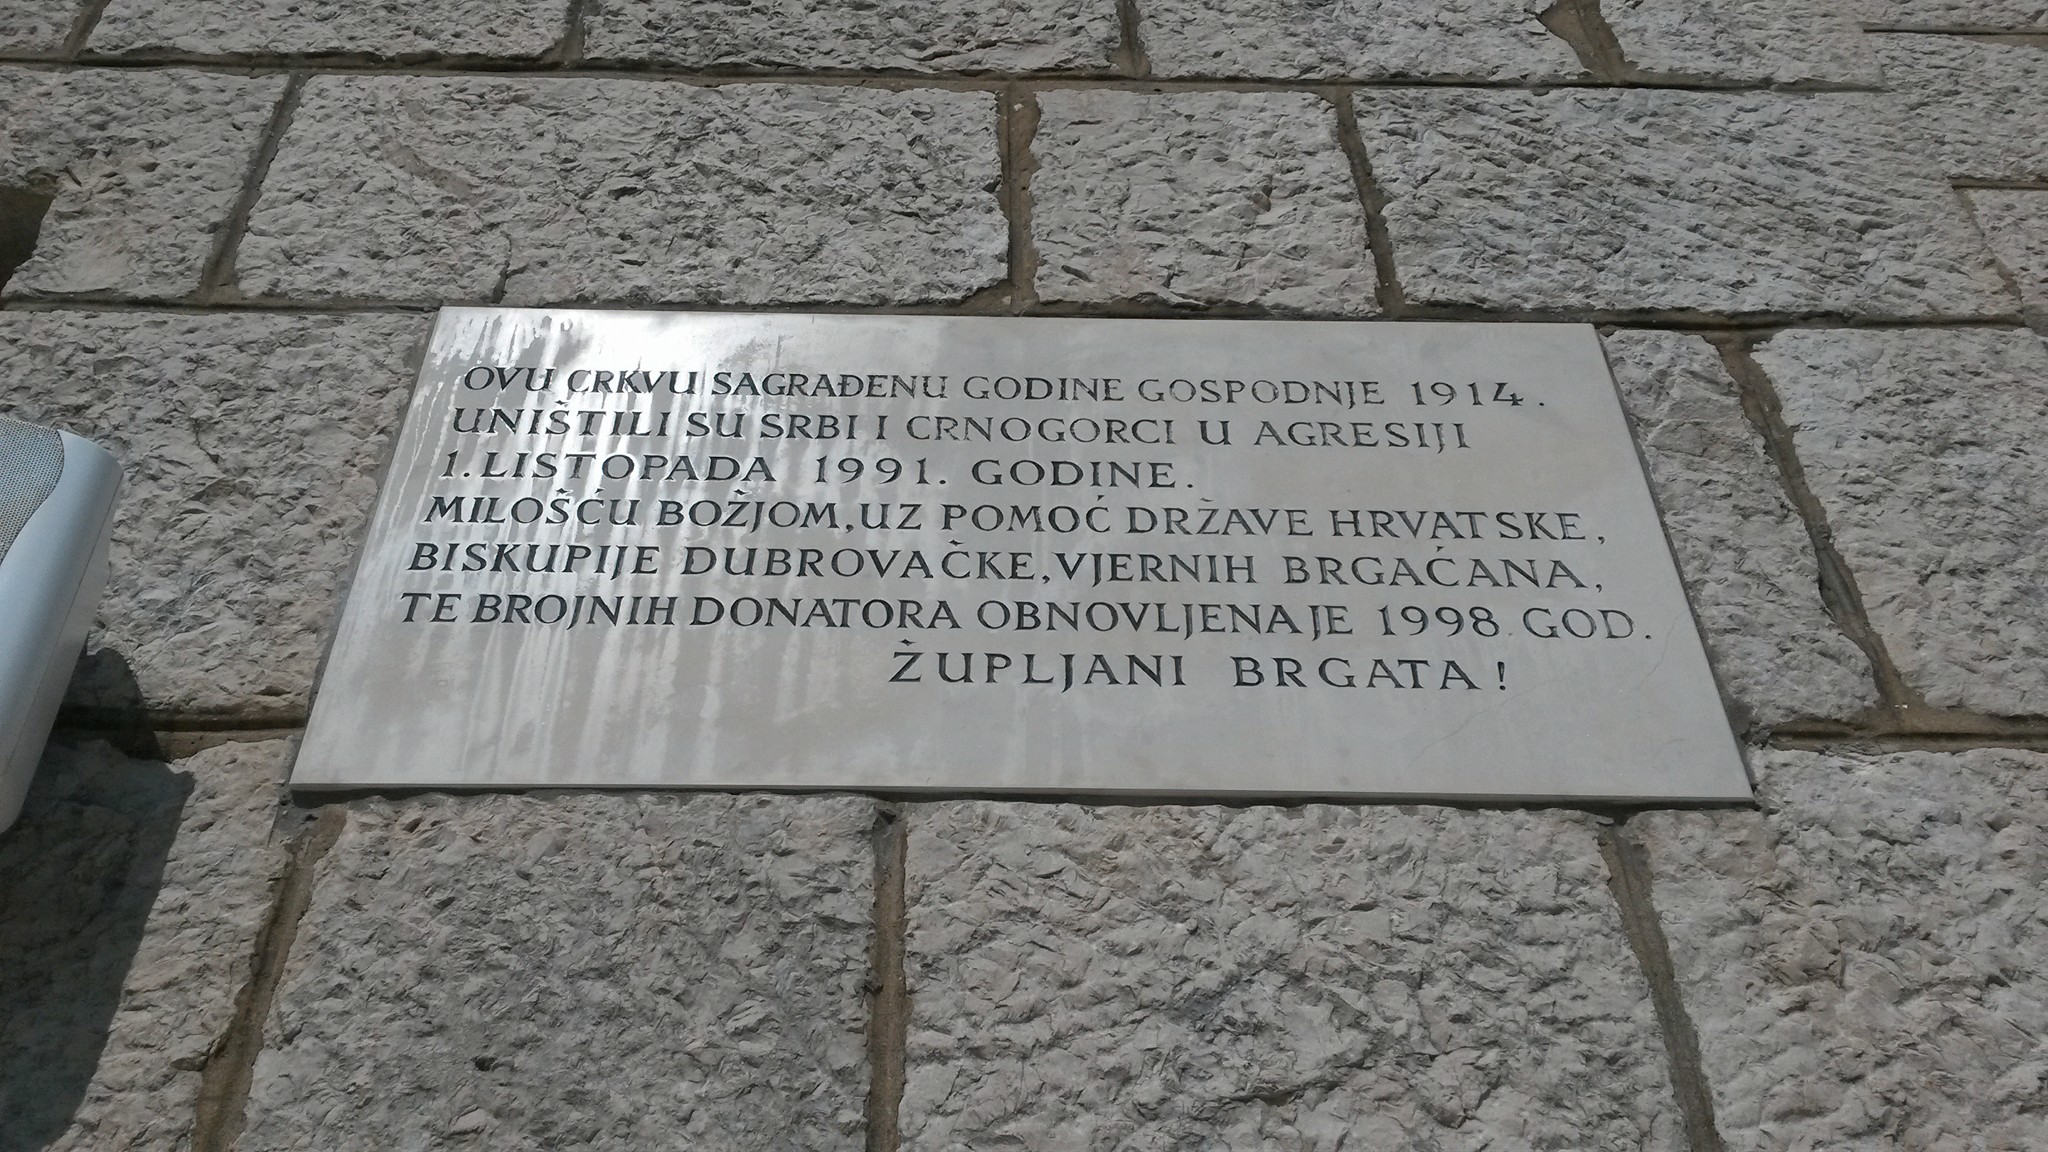 OVU CRKVU SAGRAĐENU GODINE GOSPODNJE 1914.
UNIŠTILI SU SRBI I CRNOGORCI U AGRESIJI
1. LISTOPADA 1991. GODINE.
MILOŠĆU BOŽJOM, UZ POMOĆ DRŽAVE HRVATSKE,
BISKUPIJE DUBROVAČKE, VJERNIH BRGAĆANA,
TE BROJNIH DONATORA OBNOVLJENA JE 1998. GOD.
ŽUPLJANI BRGATA!